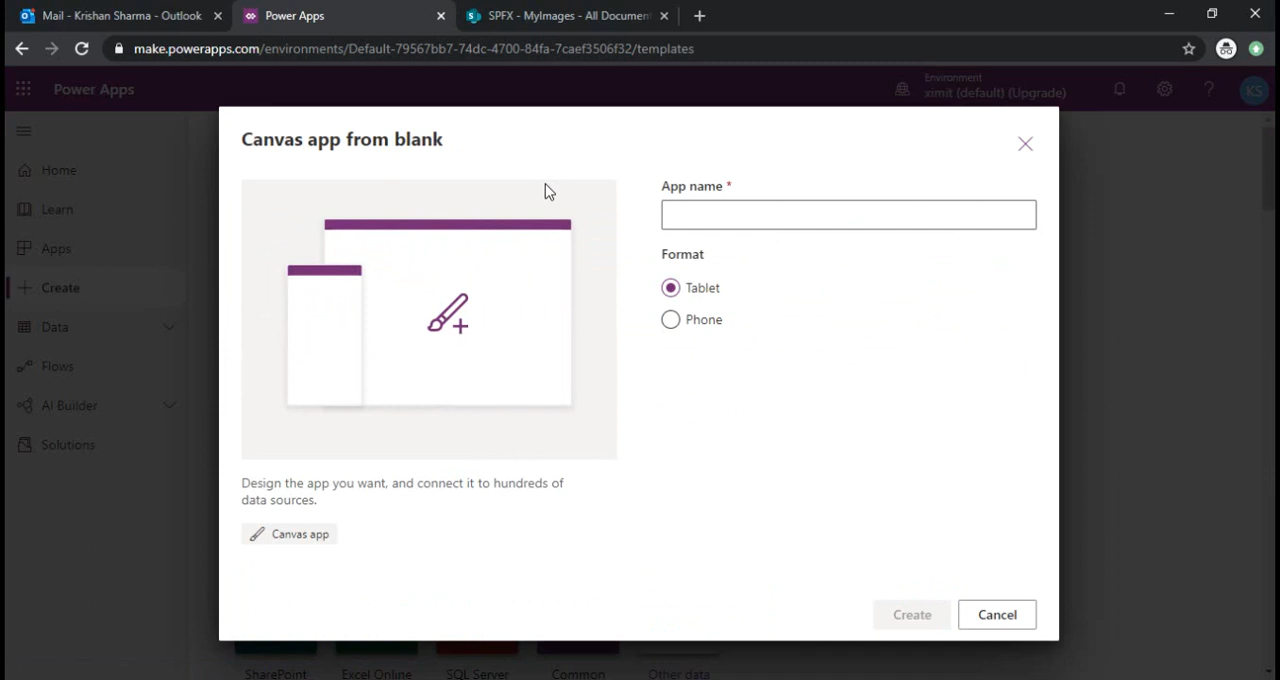 Mail - Krishan Sharma - Outlook
Power Apps
SPFX - MyImages - All Document
make.powerapps.com/environments/Default-79567bb7-74dc-4700-84fa-7caef3506f32/templates
Power Apps
Environment
ximit (default) (Upgrade)
KS
Home
Learn
Apps
Create
Data
Flows
AI Builder
Solutions
Canvas app from blank
App name *
Format
Tablet
Phone
Design the app you want, and connect it to hundreds of
data sources.
Canvas app
Create
Cancel
SharePoint
Excel Online
SQL Server
Common
Other data